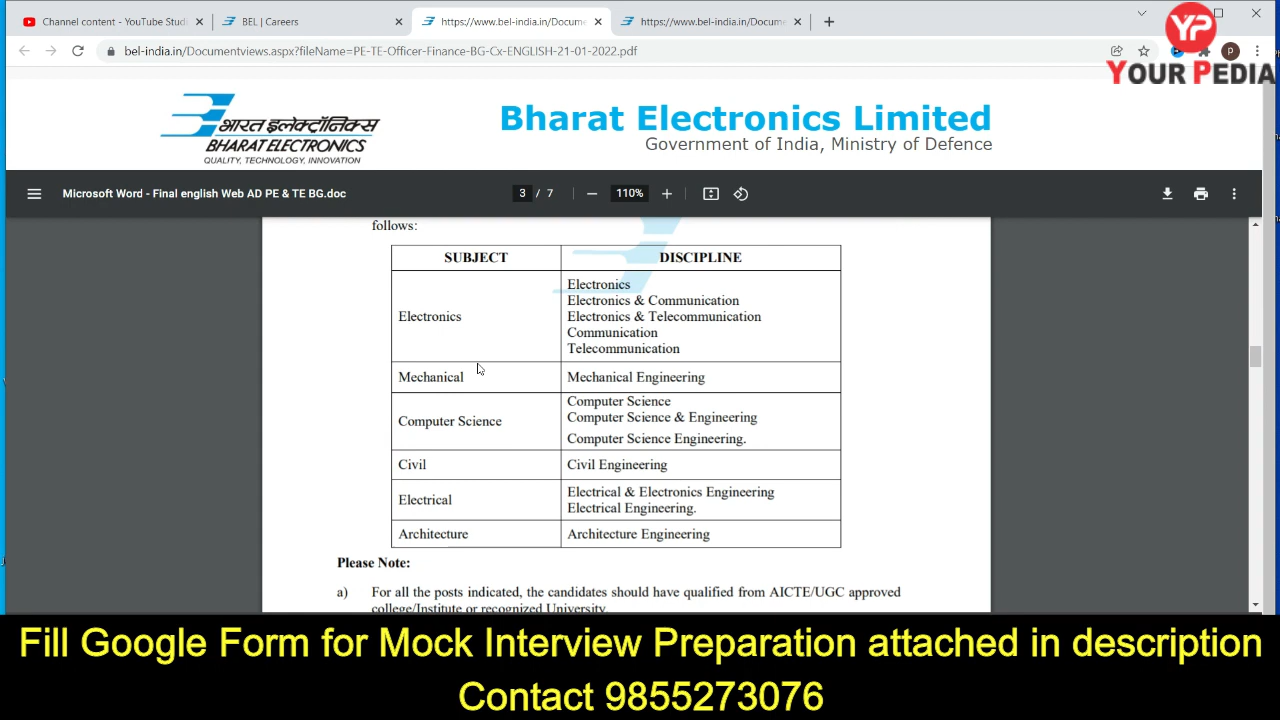 Channel content - YouTube Studi
BEL | Careers
https://www.bel-india.in/Docume
https://www.bel-india.in/Docume
bel-india.in/Documentviews.aspx?fileName=PE-TE-Officer-Finance-BG-Cx-ENGLISH-21-01-2022.pdf
YP
YOUR PEDIA
भारत इलेक्ट्रॉनिक्स
BHARAT ELECTRONICS
QUALITY, TECHNOLOGY, INNOVATION
Bharat Electronics Limited
Government of India, Ministry of Defence
Microsoft Word - Final english Web AD PE & TE BG.doc
3 / 7
110%
follows:
SUBJECT
DISCIPLINE
Electronics
Electronics
Electronics & Communication
Electronics & Telecommunication
Communication
Telecommunication
Mechanical
Mechanical Engineering
Computer Science
Computer Science
Computer Science & Engineering
Computer Science Engineering.
Civil
Civil Engineering
Electrical
Electrical & Electronics Engineering
Electrical Engineering.
Architecture
Architecture Engineering
Please Note:
a) For all the posts indicated, the candidates should have qualified from AICTE/UGC approved
college/Institute or recognized University.
Fill Google Form for Mock Interview Preparation attached in description
Contact 9855273076